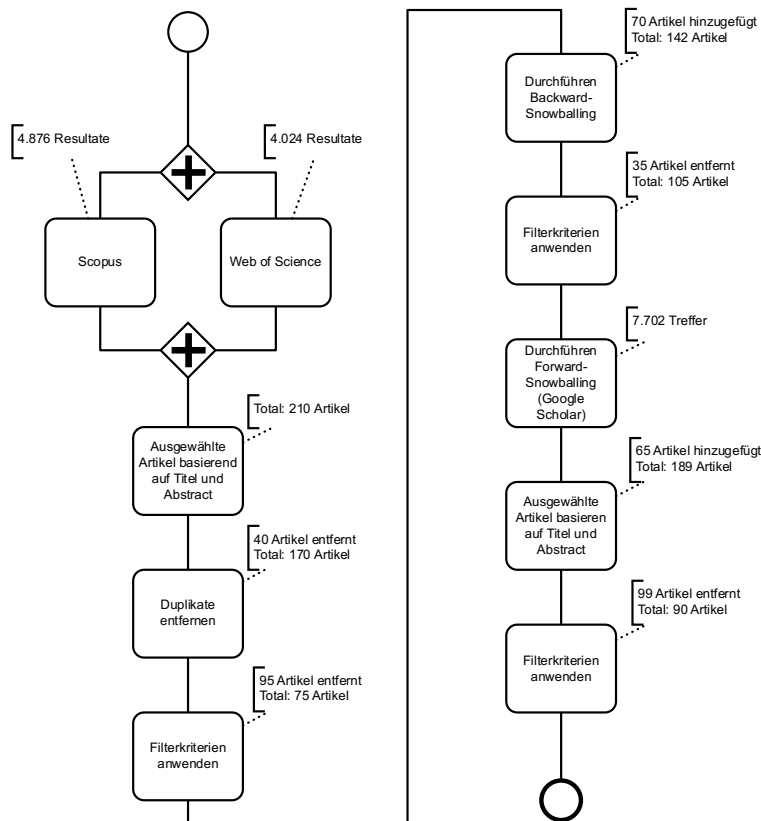 4.876 Resultate
4.024 Resultate
Scopus
Web of Science
Total: 210 Artikel
Ausgewählte
Artikel basierend
auf Titel und
Abstract
40 Artikel entfernt
Total: 170 Artikel
Duplikate
entfernen
95 Artikel entfernt
Total: 75 Artikel
Filterkriterien
anwenden
70 Artikel hinzugefügt
Total: 142 Artikel
Durchführen
Backward-
Snowballing
35 Artikel entfernt
Total: 105 Artikel
Filterkriterien
anwenden
7.702 Treffer
Durchführen
Forward-
Snowballing
(Google
Scholar)
65 Artikel hinzugefügt
Total: 189 Artikel
Ausgewählte
Artikel basieren
auf Titel und
Abstract
99 Artikel entfernt
Total: 90 Artikel
Filterkriterien
anwenden